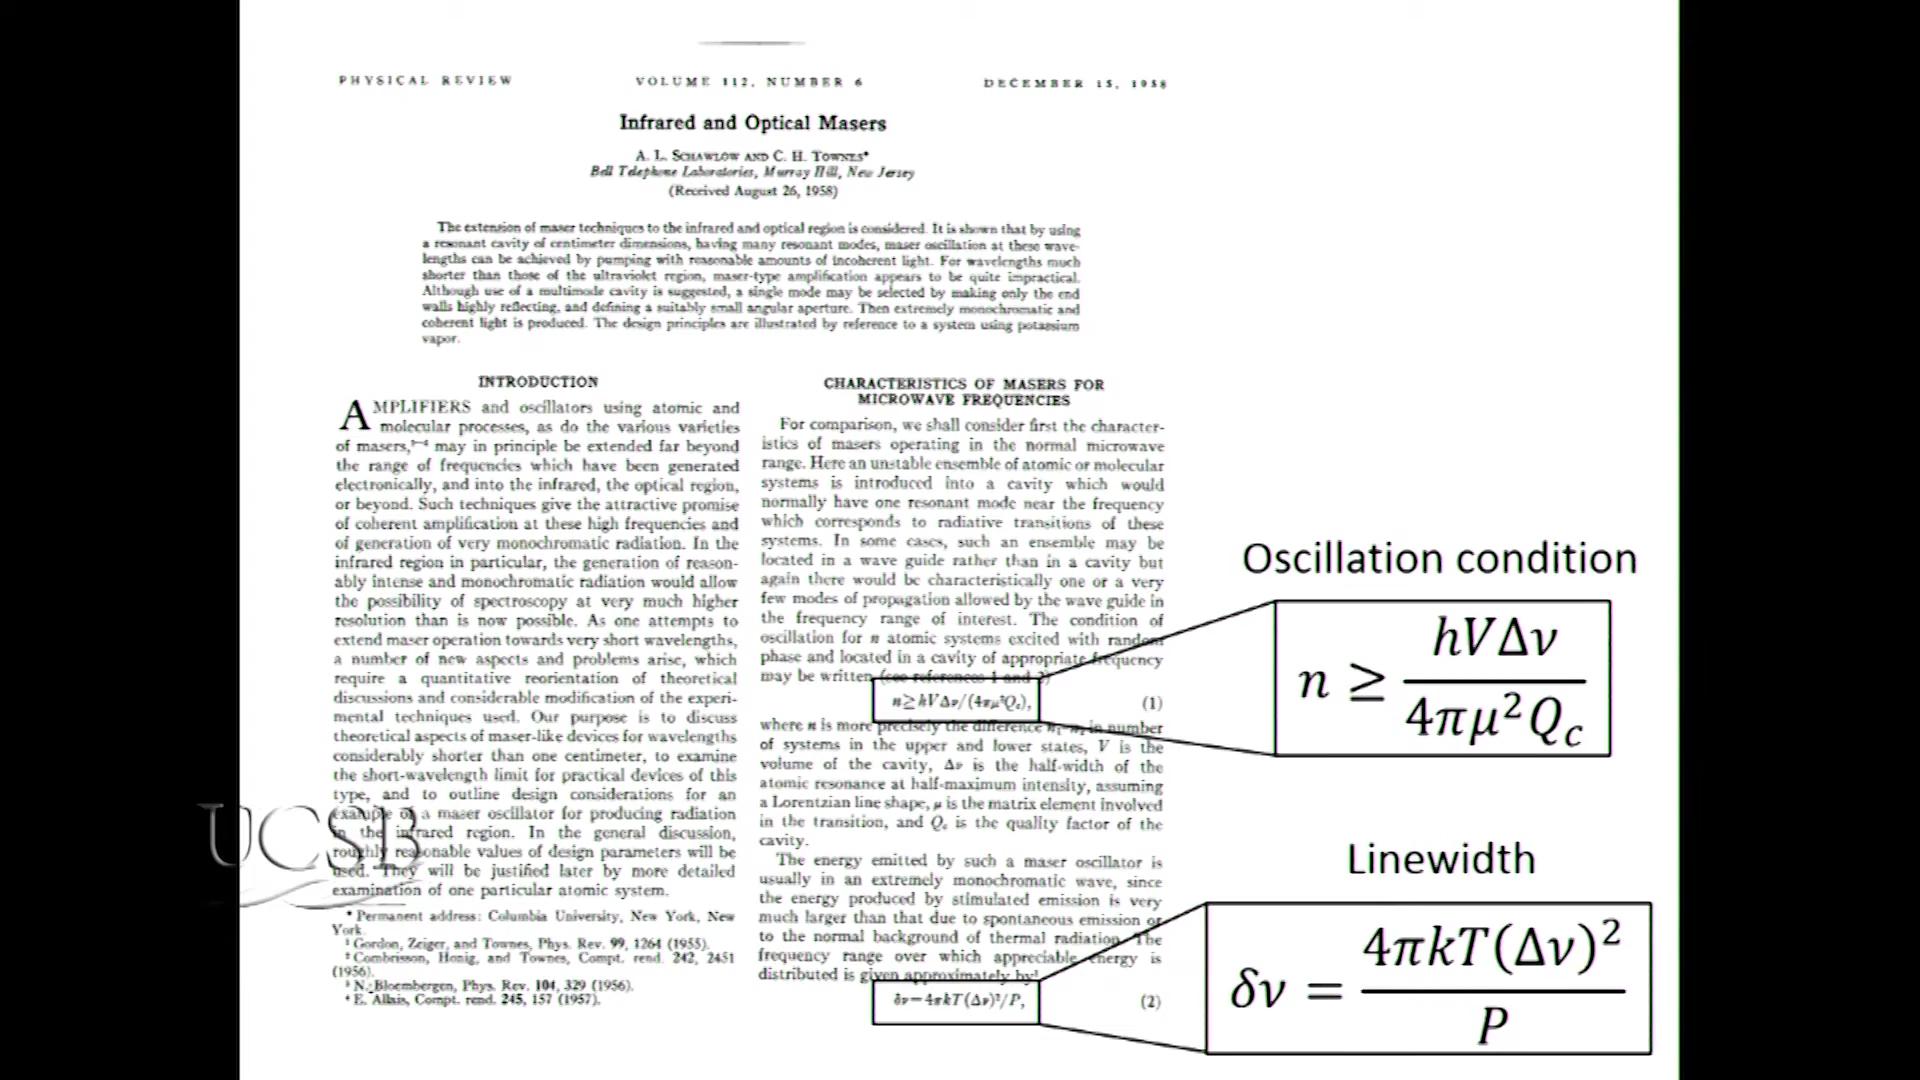 PHYSICAL REVIEW VOLUME 112, NUMBER 6 DECEMBER 15, 1958
Infrared and Optical Masers
A. L. SCHAWLOW AND C. H. TOWNES*
Bell Telephone Laboratories, Murray Hill, New Jersey
(Received August 26, 1958)
The extension of maser techniques to the infrared and optical region is considered. It is shown that by using
a resonant cavity of centimeter dimensions, having many resonant modes, maser oscillation at these wave-
lengths can be achieved by pumping with reasonable amounts of incoherent light. For wavelengths much
shorter than those of the ultraviolet region, maser-type amplification appears to be quite impractical.
Although use of a multimode cavity is suggested, a single mode may be selected by making only the end
walls highly reflecting, and defining a suitably small angular aperture. Then extremely monochromatic and
coherent light is produced. The design principles are illustrated by reference to a system using potassium
vapor.
INTRODUCTION
AMPLIFIERS and oscillators using atomic and
molecular processes, as do the various varieties
of masers,¹⁻⁴ may in principle be extended far beyond
the range of frequencies which have been generated
electronically, and into the infrared, the optical region,
or beyond. Such techniques give the attractive promise
of coherent amplification at these high frequencies and
of generation of very monochromatic radiation. In the
infrared region in particular, the generation of reason-
ably intense and monochromatic radiation would allow
the possibility of spectroscopy at very much higher
resolution than is now possible. As one attempts to
extend maser operation towards very short wavelengths,
a number of new aspects and problems arise, which
require a quantitative reorientation of theoretical
discussions and considerable modification of the experi-
mental techniques used. Our purpose is to discuss
theoretical aspects of maser-like devices for wavelengths
considerably shorter than one centimeter, to examine
the short-wavelength limit for practical devices of this
type, and to outline design considerations for an
example of a maser oscillator for producing radiation
in the infrared region. In the general discussion,
roughly reasonable values of design parameters will be
used. They will be justified later by more detailed
examination of one particular atomic system.
* Permanent address: Columbia University, New York, New
York.
¹ Gordon, Zeiger, and Townes, Phys. Rev. 99, 1264 (1955).
² Combrisson, Honig, and Townes, Compt. rend. 242, 2451
(1956).
³ N. Bloembergen, Phys. Rev. 104, 329 (1956).
⁴ E. Allais, Compt. rend. 245, 157 (1957).
CHARACTERISTICS OF MASERS FOR
MICROWAVE FREQUENCIES
For comparison, we shall consider first the character-
istics of masers operating in the normal microwave
range. Here an unstable ensemble of atomic or molecular
systems is introduced into a cavity which would
normally have one resonant mode near the frequency
which corresponds to radiative transitions of these
systems. In some cases, such an ensemble may be
located in a wave guide rather than in a cavity but
again there would be characteristically one or a very
few modes of propagation allowed by the wave guide in
the frequency range of interest. The condition of
oscillation for n atomic systems excited with random
phase and located in a cavity of appropriate frequency
may be written (see references 1 and 2)
n≥hVΔν/(4πμ²Qc), (1)
where n is more precisely the difference n₁−n₂ in number
of systems in the upper and lower states, V is the
volume of the cavity, Δν is the half-width of the
atomic resonance at half-maximum intensity, assuming
a Lorentzian line shape, μ is the matrix element involved
in the transition, and Qc is the quality factor of the
cavity.
The energy emitted by such a maser oscillator is
usually in an extremely monochromatic wave, since
the energy produced by stimulated emission is very
much larger than that due to spontaneous emission or
to the normal background of thermal radiation. The
frequency range over which appreciable energy is
distributed is given approximately by¹
δν=4πkT(Δν)²/P, (2)
Oscillation condition
n ≥ hVΔν / 4πμ²Qc
Linewidth
δν = 4πkT(Δν)² / P
UCSB